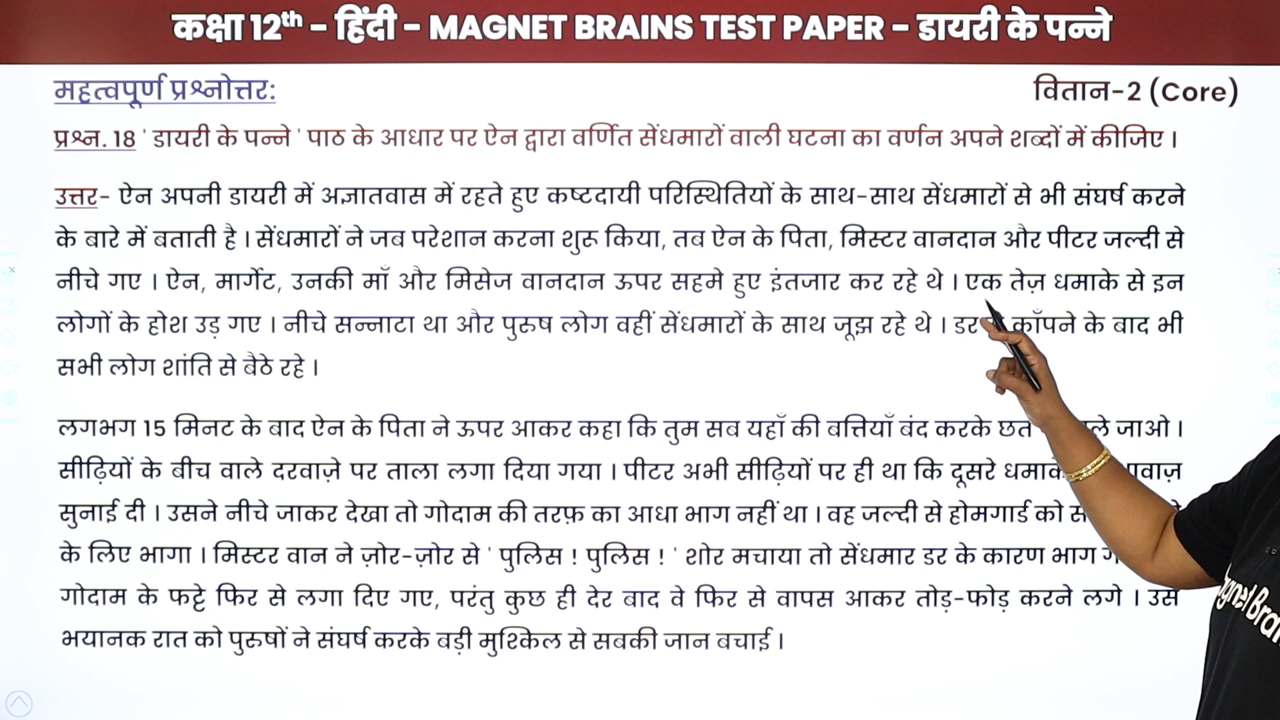 कक्षा 12th - हिंदी - MAGNET BRAINS TEST PAPER - डायरी के पन्ने
महत्वपूर्ण प्रश्नोत्तर:
वितान-2 (Core)
प्रश्न. 18 ' डायरी के पन्ने ' पाठ के आधार पर ऐन द्वारा वर्णित सेंधमारों वाली घटना का वर्णन अपने शब्दों में कीजिए ।
उत्तर- ऐन अपनी डायरी में अज्ञातवास में रहते हुए कष्टदायी परिस्थितियों के साथ-साथ सेंधमारों से भी संघर्ष करने
के बारे में बताती है । सेंधमारों ने जब परेशान करना शुरू किया, तब ऐन के पिता, मिस्टर वानदान और पीटर जल्दी से
नीचे गए । ऐन, मार्गेट, उनकी माँ और मिसेज वानदान ऊपर सहमे हुए इंतजार कर रहे थे । एक तेज़ धमाके से इन
लोगों के होश उड़ गए । नीचे सन्नाटा था और पुरुष लोग वहीं सेंधमारों के साथ जूझ रहे थे । डर काँपने के बाद भी
सभी लोग शांति से बैठे रहे ।
लगभग 15 मिनट के बाद ऐन के पिता ने ऊपर आकर कहा कि तुम सब यहाँ की बत्तियाँ बंद करके छत जाओ ।
सीढ़ियों के बीच वाले दरवाज़े पर ताला लगा दिया गया । पीटर अभी सीढ़ियों पर ही था कि दूसरे
सुनाई दी । उसने नीचे जाकर देखा तो गोदाम की तरफ़ का आधा भाग नहीं था । वह जल्दी से होमगार्ड को
के लिए भागा । मिस्टर वान ने ज़ोर-ज़ोर से ' पुलिस ! पुलिस ! ' शोर मचाया तो सेंधमार डर के कारण भाग
गोदाम के फट्टे फिर से लगा दिए गए, परंतु कुछ ही देर बाद वे फिर से वापस आकर तोड़-फोड़ करने लगे । उस
भयानक रात को पुरुषों ने संघर्ष करके बड़ी मुश्किल से सबकी जान बचाई ।